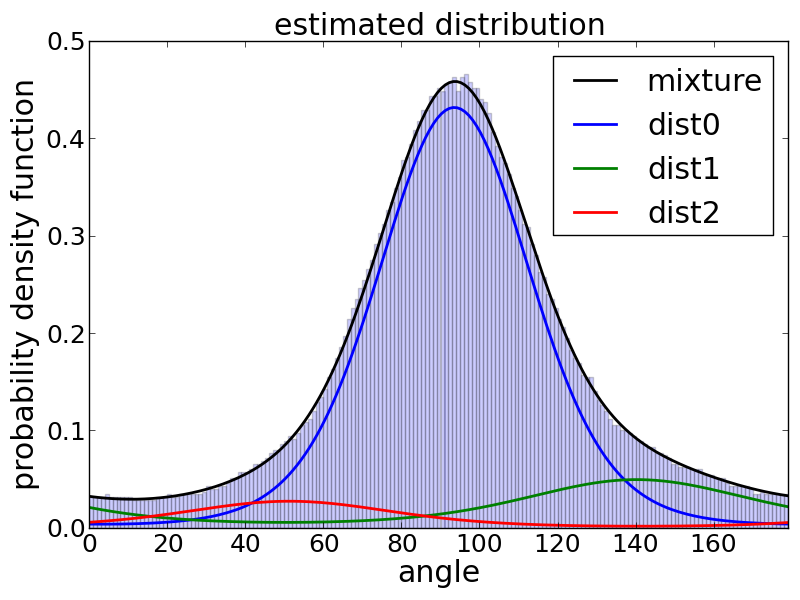 estimated distribution
0.5
0.4
0.3
0.2
0.1
0.0
probability density function
mixture
dist0
dist1
dist2
0 20 40 60 80 100 120 140 160
angle